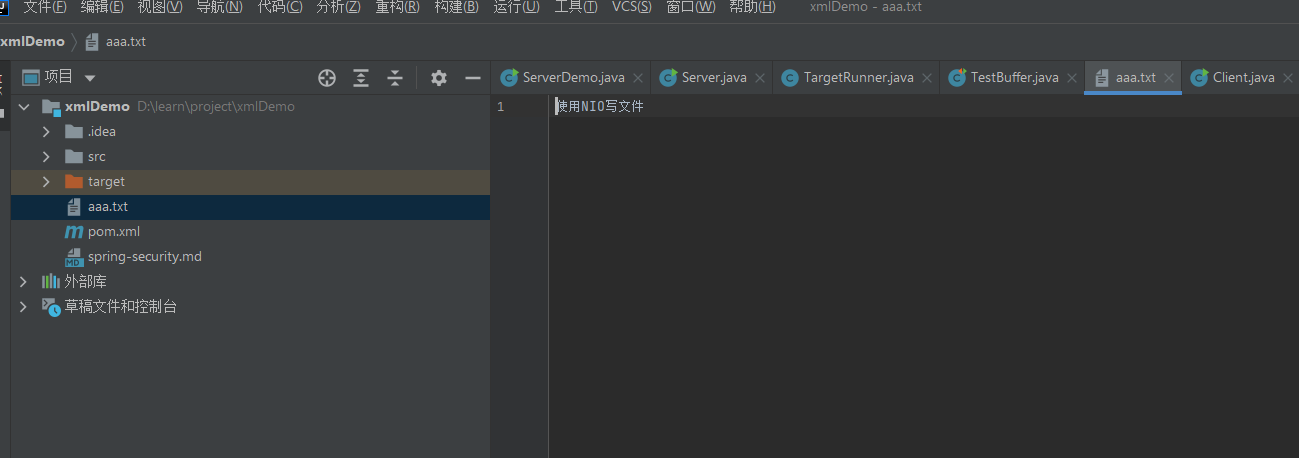 文件(F) 编辑(E) 视图(V) 导航(N) 代码(C) 分析(Z) 重构(R) 构建(B) 运行(U) 工具(T) VCS(S) 窗口(W) 帮助(H) xmlDemo - aaa.txt
xmlDemo aaa.txt
项目
ServerDemo.java Server.java TargetRunner.java TestBuffer.java aaa.txt Client.java
xmlDemo D:\learn\project\xmlDemo
1 使用NIO写文件
.idea
src
target
aaa.txt
m pom.xml
MD spring-security.md
外部库
草稿文件和控制台